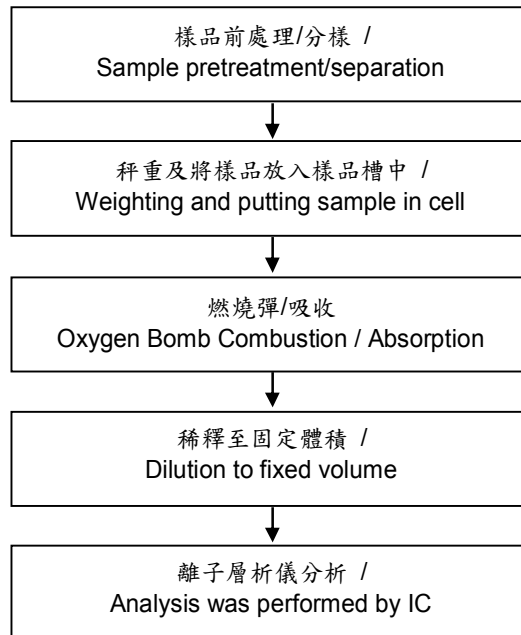 樣品前處理/分樣 /
Sample pretreatment/separation
秤重及將樣品放入樣品槽中 /
Weighting and putting sample in cell
燃燒彈/吸收
Oxygen Bomb Combustion / Absorption
稀釋至固定體積 /
Dilution to fixed volume
離子層析儀分析 /
Analysis was performed by IC